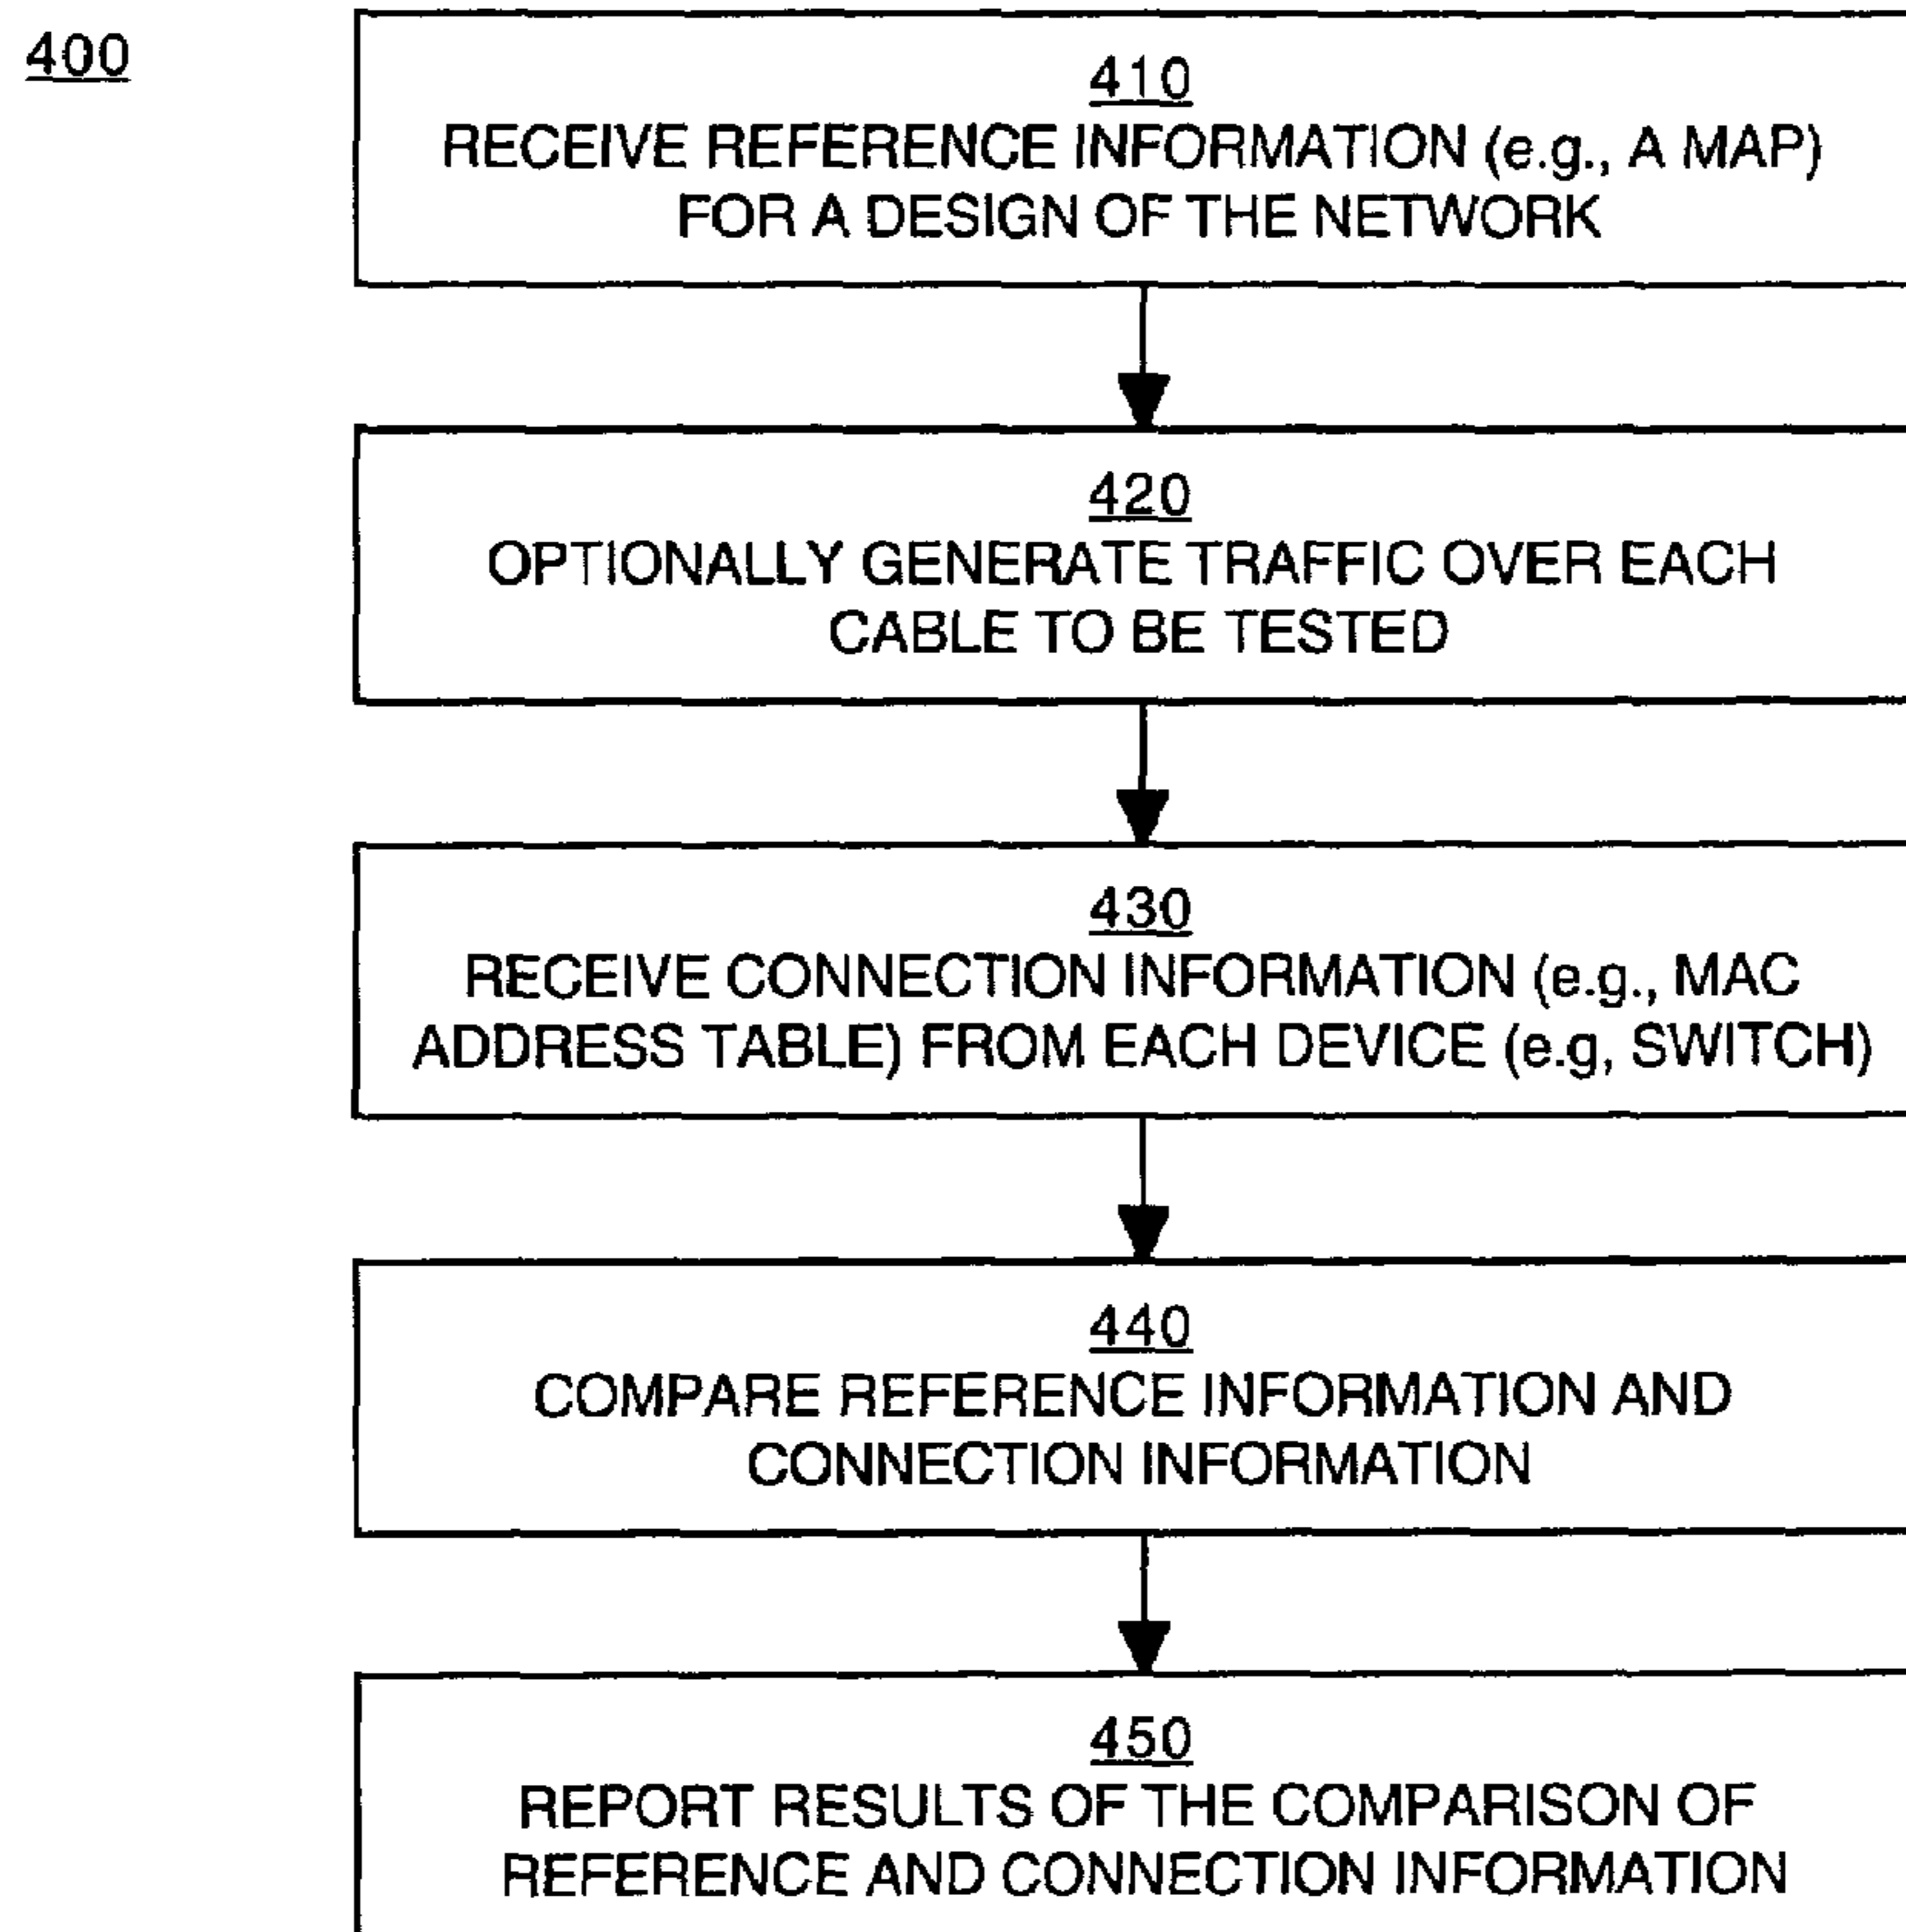 400
410
RECEIVE REFERENCE INFORMATION (e.g., A MAP)
FOR A DESIGN OF THE NETWORK
420
OPTIONALLY GENERATE TRAFFIC OVER EACH
CABLE TO BE TESTED
430
RECEIVE CONNECTION INFORMATION (e.g., MAC
ADDRESS TABLE) FROM EACH DEVICE (e.g, SWITCH)
440
COMPARE REFERENCE INFORMATION AND
CONNECTION INFORMATION
450
REPORT RESULTS OF THE COMPARISON OF
REFERENCE AND CONNECTION INFORMATION